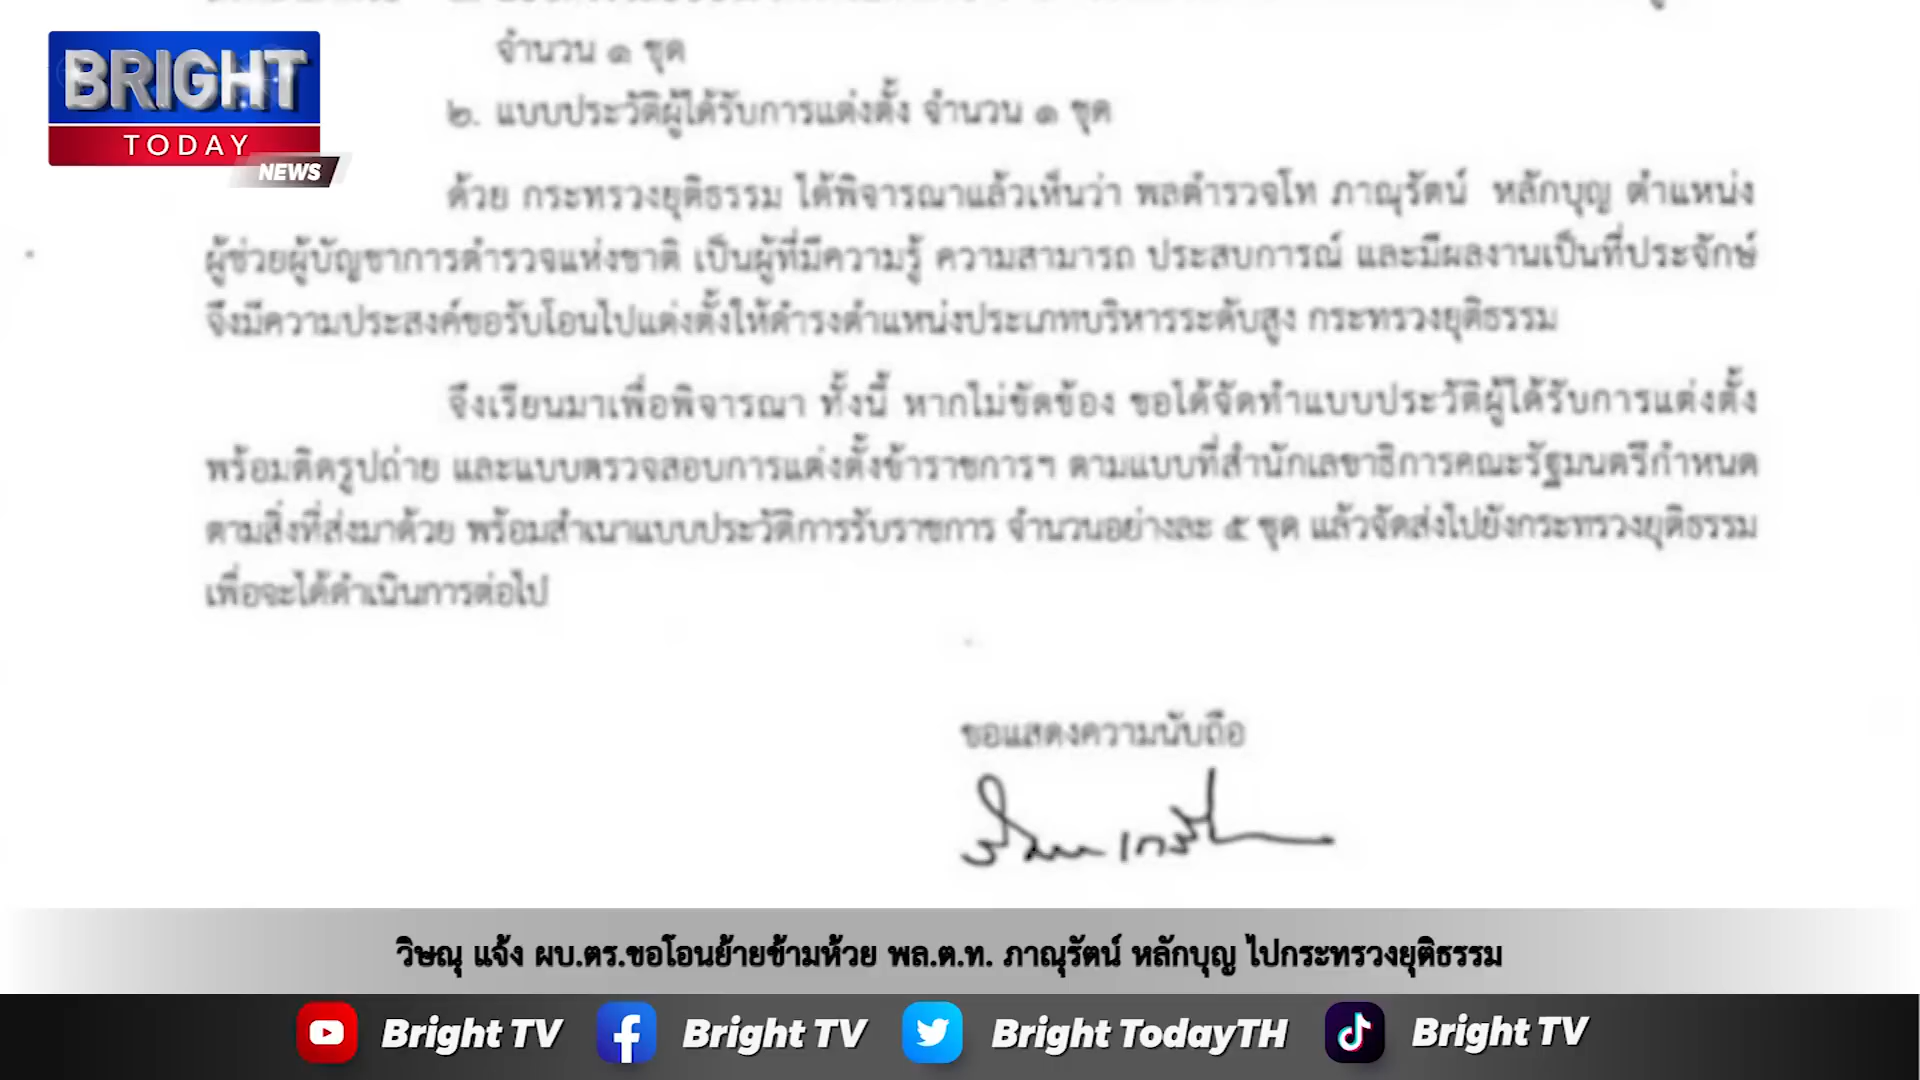 BRIGHT
TODAY
NEWS
จำนวน ๑ ชุด
๒. แบบประวัติผู้ได้รับการแต่งตั้ง จำนวน ๑ ชุด
ด้วย กระทรวงยุติธรรม ได้พิจารณาแล้วเห็นว่า พลตำรวจโท ภาณุรัตน์ หลักบุญ ตำแหน่ง
ผู้ช่วยผู้บัญชาการตำรวจแห่งชาติ เป็นผู้ที่มีความรู้ ความสามารถ ประสบการณ์ และมีผลงานเป็นที่ประจักษ์
จึงมีความประสงค์ขอรับโอนไปแต่งตั้งให้ดำรงตำแหน่งประเภทบริหารระดับสูง กระทรวงยุติธรรม
จึงเรียนมาเพื่อพิจารณา ทั้งนี้ หากไม่ขัดข้อง ขอได้จัดทำแบบประวัติผู้ได้รับการแต่งตั้ง
พร้อมติดรูปถ่าย และแบบตรวจสอบการแต่งตั้งข้าราชการฯ ตามแบบที่สำนักเลขาธิการคณะรัฐมนตรีกำหนด
ตามสิ่งที่ส่งมาด้วย พร้อมสำเนาแบบประวัติการรับราชการ จำนวนอย่างละ ๕ ชุด แล้วจัดส่งไปยังกระทรวงยุติธรรม
เพื่อจะได้ดำเนินการต่อไป
ขอแสดงความนับถือ
วิษณุ แจ้ง ผบ.ตร.ขอโอนย้ายข้ามห้วย พล.ต.ท. ภาณุรัตน์ หลักบุญ ไปกระทรวงยุติธรรม
Bright TV Bright TV Bright TodayTH Bright TV